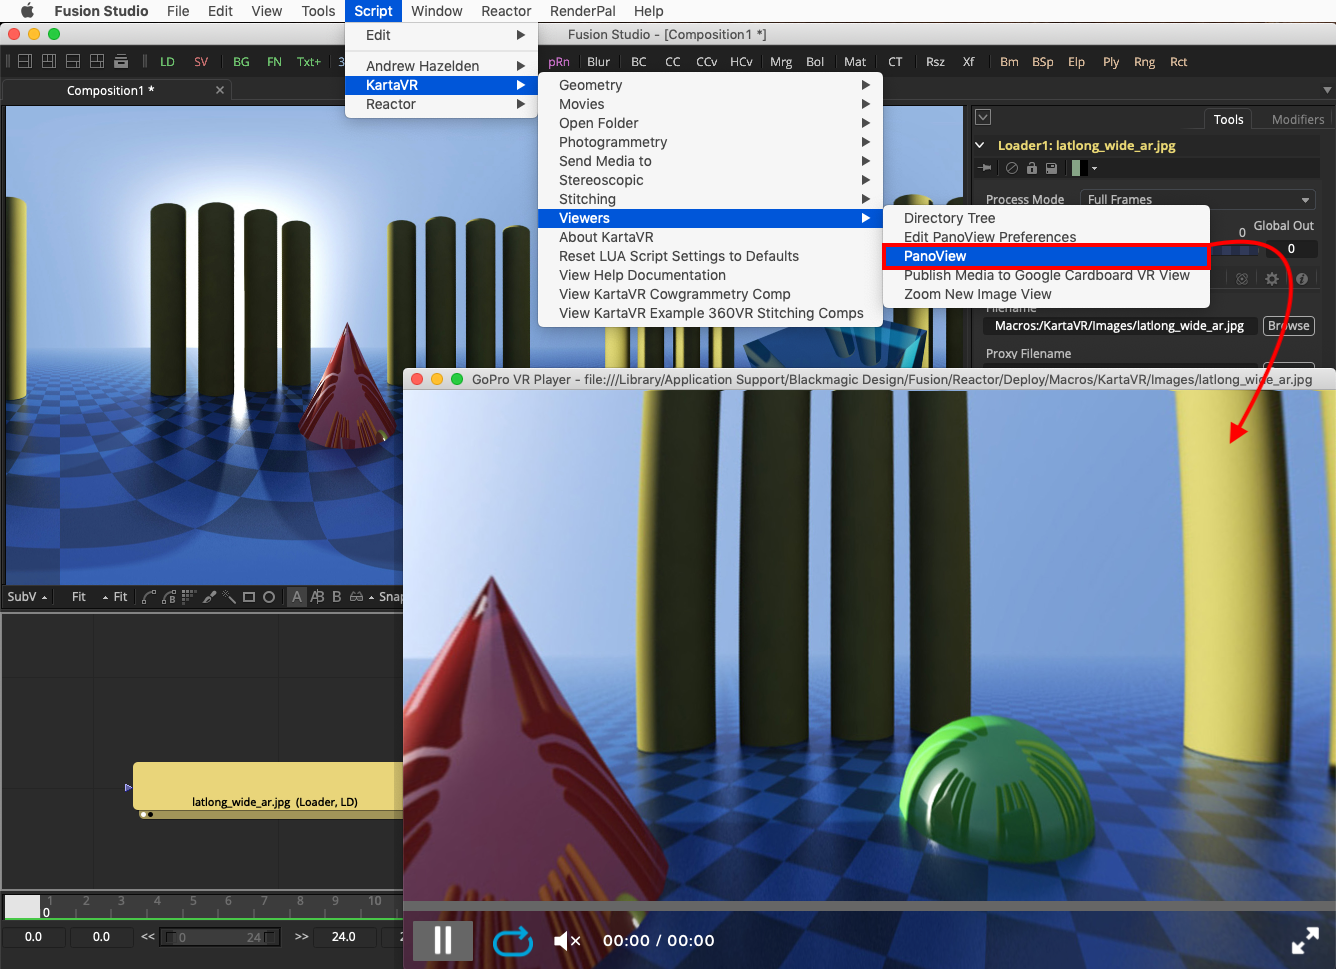 Fusion Studio File Edit View Tools Script Window Reactor RenderPal Help
Fusion Studio - [Composition1 *]
Edit
Andrew Hazelden
KartaVR
Reactor
LD SV BG FN Txt+ 3 pRn Blur BC CC CCv HCv Mrg Bol Mat CT Rsz Xf Bm BSp Elp Ply Rng Rct
Composition1 *
Geometry
Movies
Open Folder
Photogrammetry
Send Media to
Stereoscopic
Stitching
Viewers
About KartaVR
Reset LUA Script Settings to Defaults
View Help Documentation
View KartaVR Cowgrammetry Comp
View KartaVR Example 360VR Stitching Comps
Directory Tree
Edit PanoView Preferences
PanoView
Publish Media to Google Cardboard VR View
Zoom New Image View
Tools Modifiers
Loader1: latlong_wide_ar.jpg
Process Mode Full Frames
0 Global Out
0
Filename
Macros:/KartaVR/Images/latlong_wide_ar.jpg Browse
Proxy Filename
GoPro VR Player - file:///Library/Application Support/Blackmagic Design/Fusion/Reactor/Deploy/Macros/KartaVR/Images/latlong_wide_ar.jpg
SubV Fit Fit A A B B Snap
latlong_wide_ar.jpg (Loader, LD)
0 1 2 3 4 5 6 7 8 9 10
0.0 0.0 << 0 24 >> 24.0 2
00:00 / 00:00